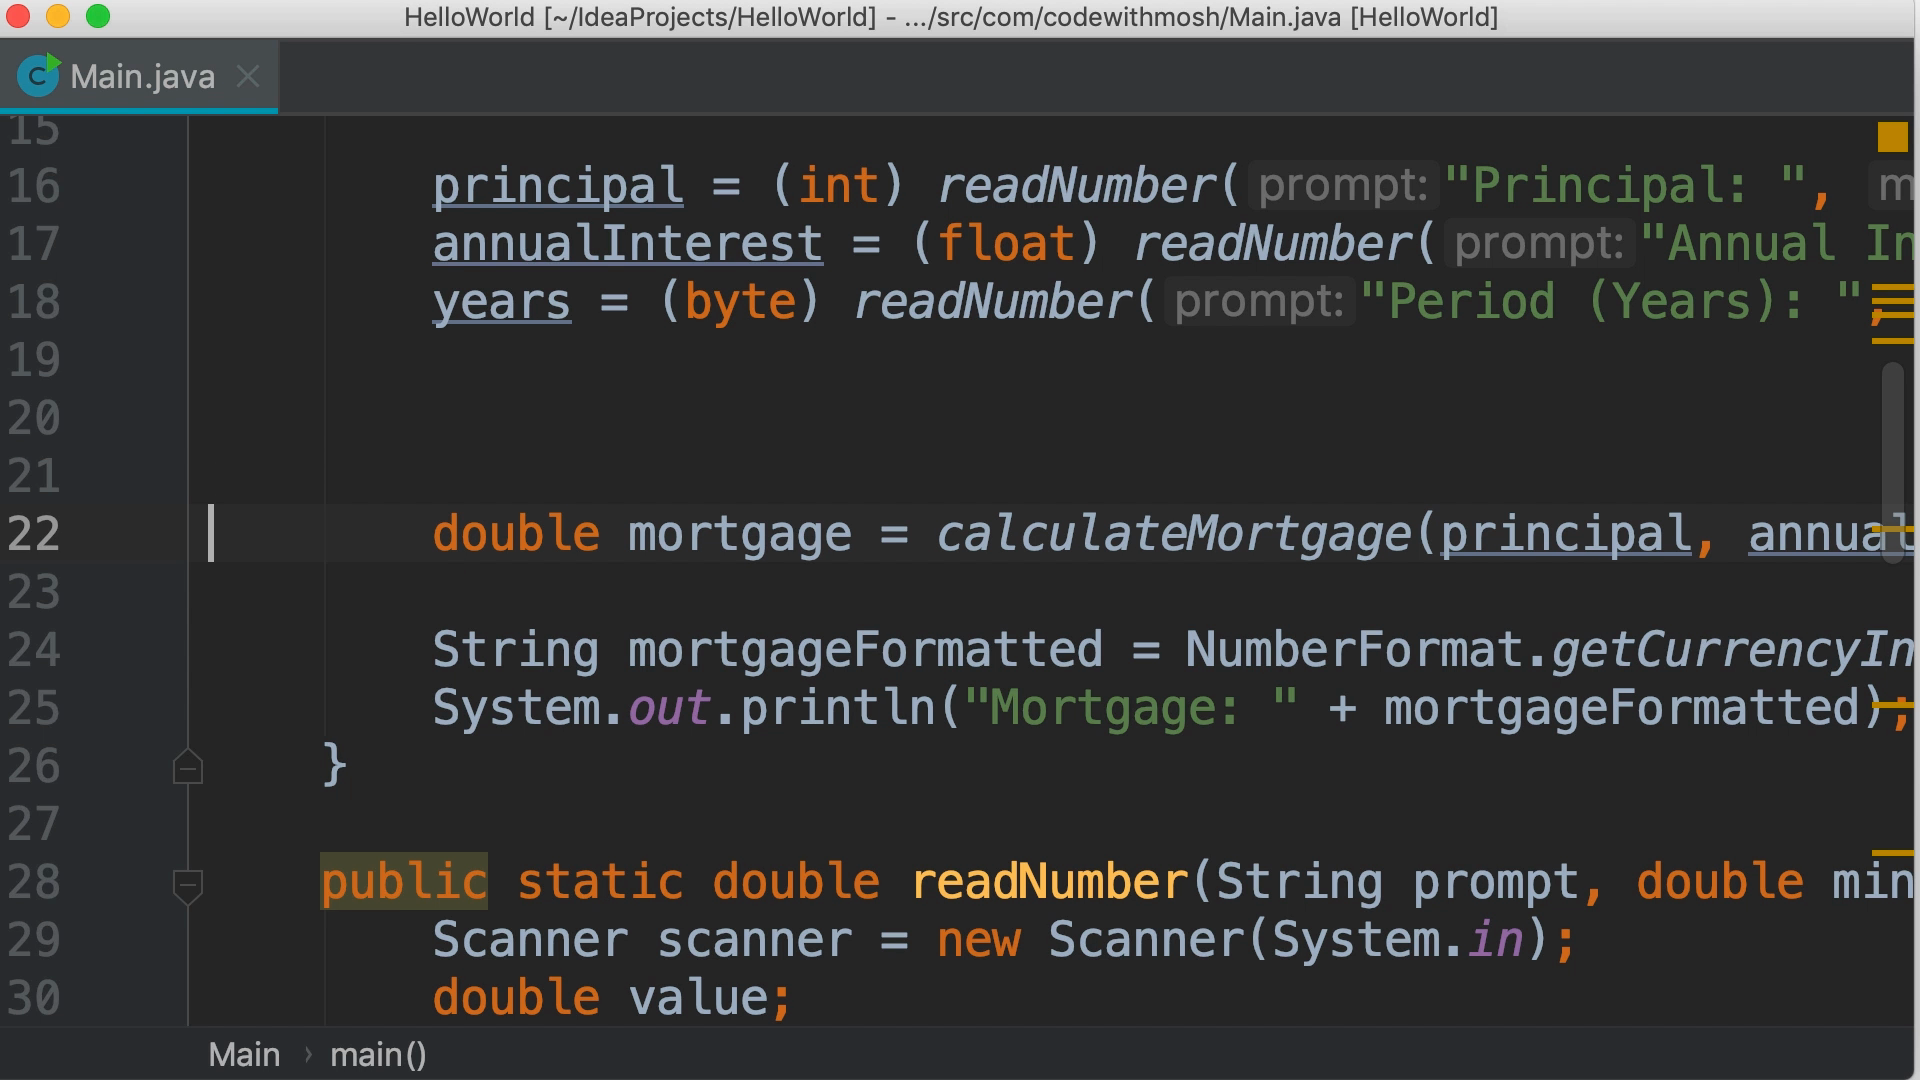 HelloWorld [~/IdeaProjects/HelloWorld] - .../src/com/codewithmosh/Main.java [HelloWorld]
C Main.java
15
16 principal = (int) readNumber( prompt: "Principal: ", m
17 annualInterest = (float) readNumber( prompt: "Annual In
18 years = (byte) readNumber( prompt: "Period (Years): ",
19
20
21
22 double mortgage = calculateMortgage(principal, annual
23
24 String mortgageFormatted = NumberFormat.getCurrencyIn
25 System.out.println("Mortgage: " + mortgageFormatted);
26 }
27
28 public static double readNumber(String prompt, double min
29 Scanner scanner = new Scanner(System.in);
30 double value;
Main › main()